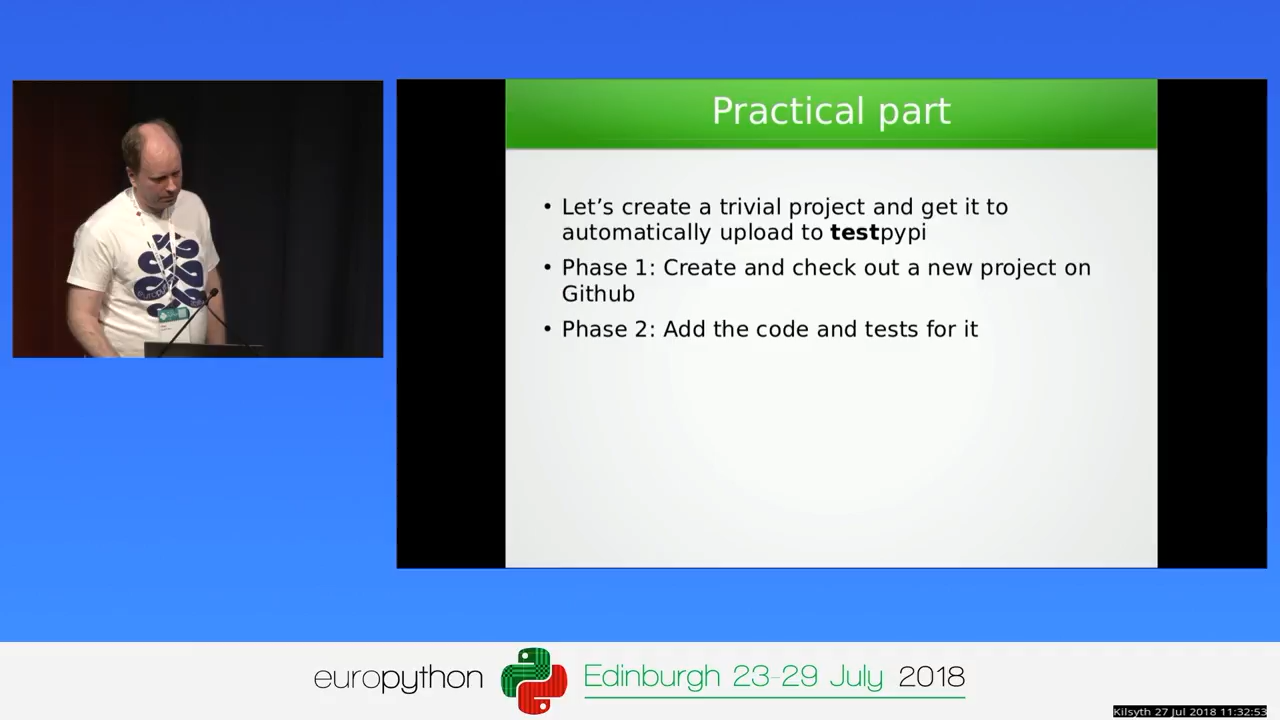 Practical part
• Let’s create a trivial project and get it to
automatically upload to testpypi
• Phase 1: Create and check out a new project on
Github
• Phase 2: Add the code and tests for it
europython
Edinburgh 23-29 July 2018
Kilsyth 27 Jul 2018 11:32:53